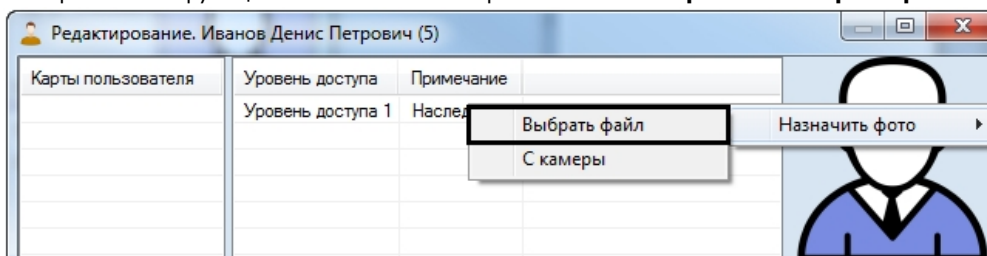 Редактирование. Иванов Денис Петрович (5)
Карты пользователя Уровень доступа Примечание
Уровень доступа 1
Выбрать файл Назначить фото
С камеры